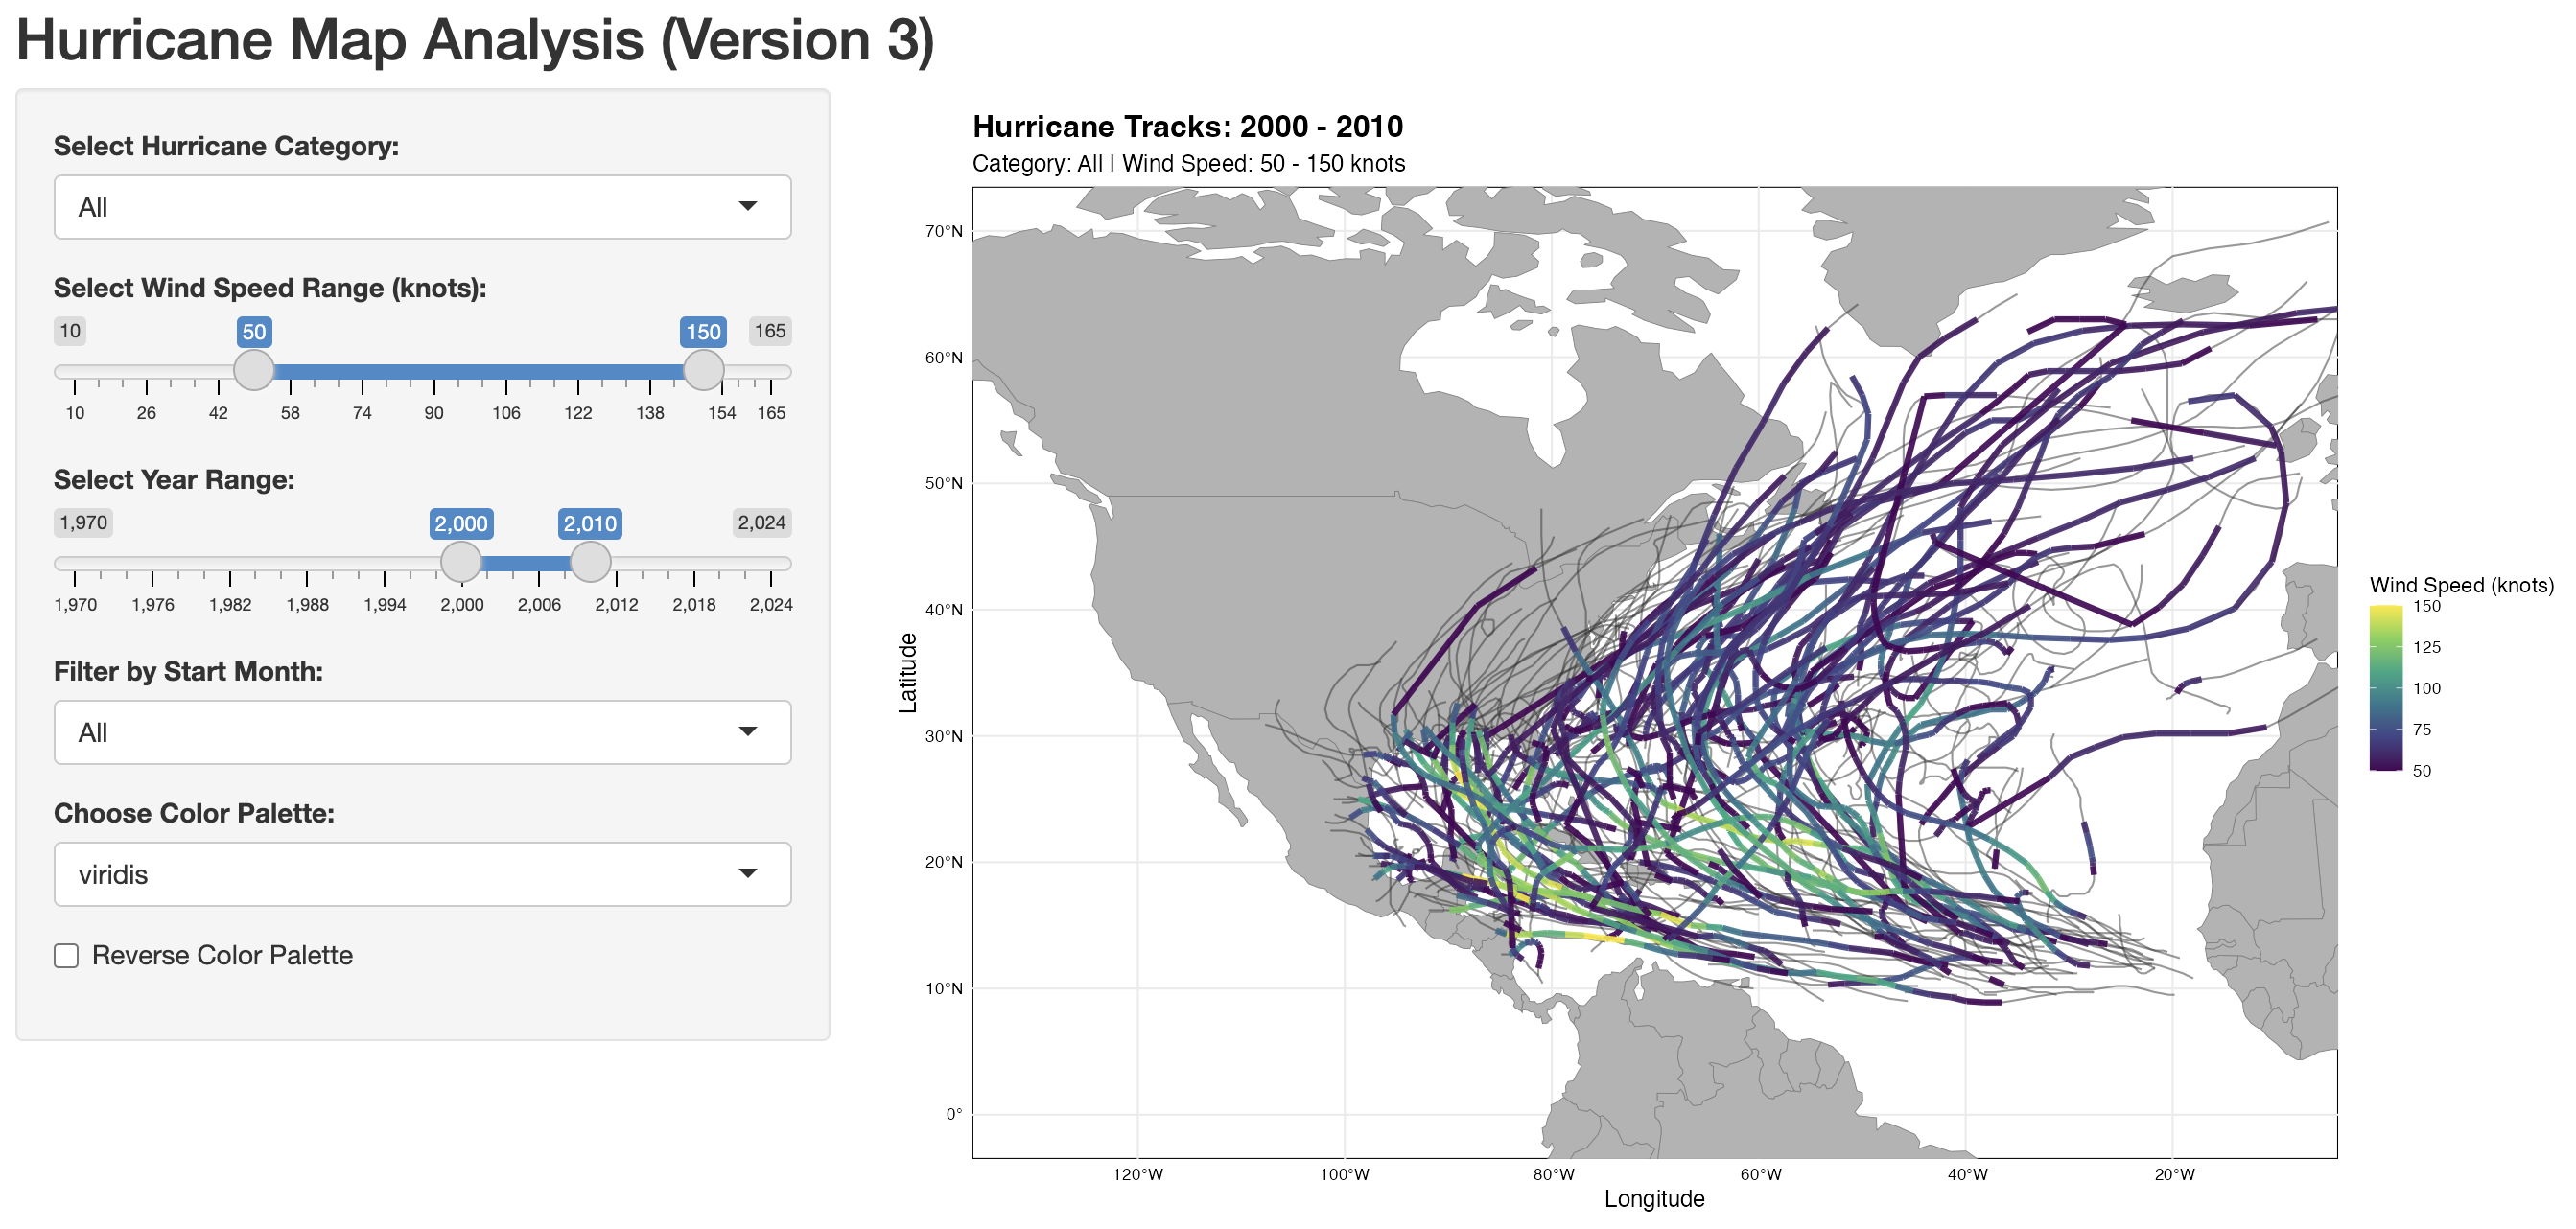 Hurricane Map Analysis (Version 3)
Select Hurricane Category:
All
Select Wind Speed Range (knots):
10 50 150 165
10 26 42 58 74 90 106 122 138 154 165
Select Year Range:
1,970 2,000 2,010 2,024
1,970 1,976 1,982 1,988 1,994 2,000 2,006 2,012 2,018 2,024
Filter by Start Month:
All
Choose Color Palette:
viridis
Reverse Color Palette
Hurricane Tracks: 2000 - 2010
Category: All | Wind Speed: 50 - 150 knots
Latitude
70°N
60°N
50°N
40°N
30°N
20°N
10°N
0°
120°W 100°W 80°W 60°W 40°W 20°W
Longitude
Wind Speed (knots)
150
125
100
75
50